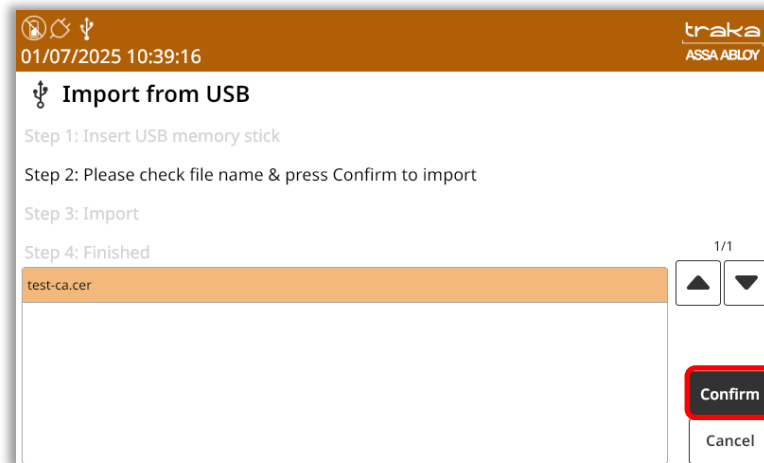 traka
01/07/2025 10:39:16
ASSA ABLOY
Import from USB
Step 1: Insert USB memory stick
Step 2: Please check file name & press Confirm to import
Step 3: Import
Step 4: Finished
1/1
test-ca.cer
Confirm
Cancel